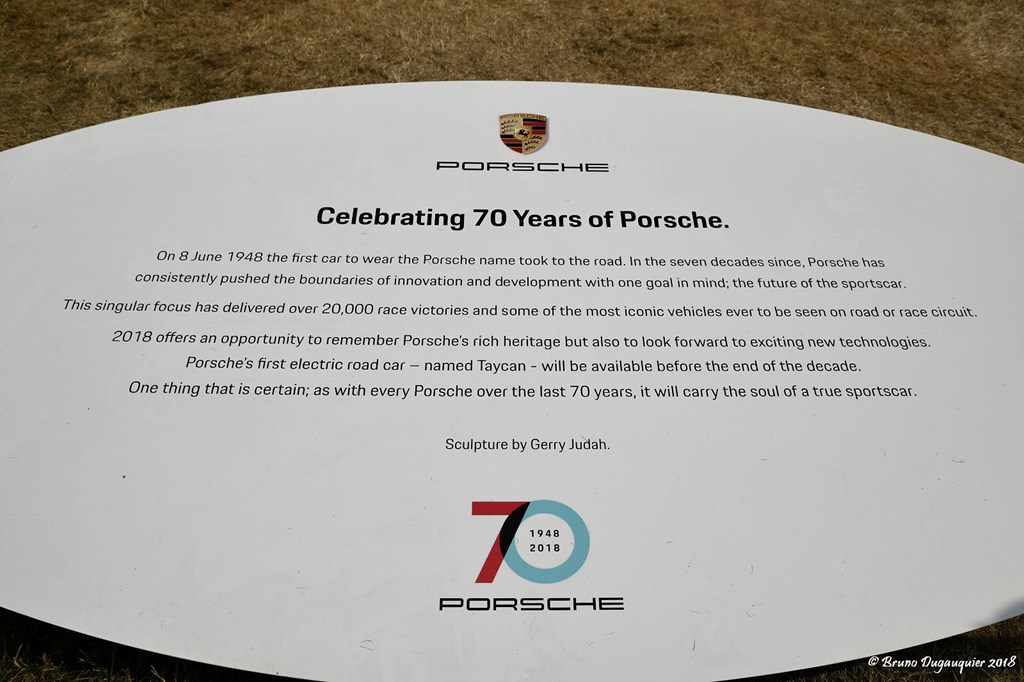 PORSCHE
Celebrating 70 Years of Porsche.
On 8 June 1948 the first car to wear the Porsche name took to the road. In the seven decades since, Porsche has
consistently pushed the boundaries of innovation and development with one goal in mind; the future of the sportscar.
This singular focus has delivered over 20,000 race victories and some of the most iconic vehicles ever to be seen on road or race circuit.
2018 offers an opportunity to remember Porsche's rich heritage but also to look forward to exciting new technologies.
Porsche's first electric road car – named Taycan - will be available before the end of the decade.
One thing that is certain; as with every Porsche over the last 70 years, it will carry the soul of a true sportscar.
Sculpture by Gerry Judah.
70
1948
2018
PORSCHE
© Bruno Dugauquier 2018